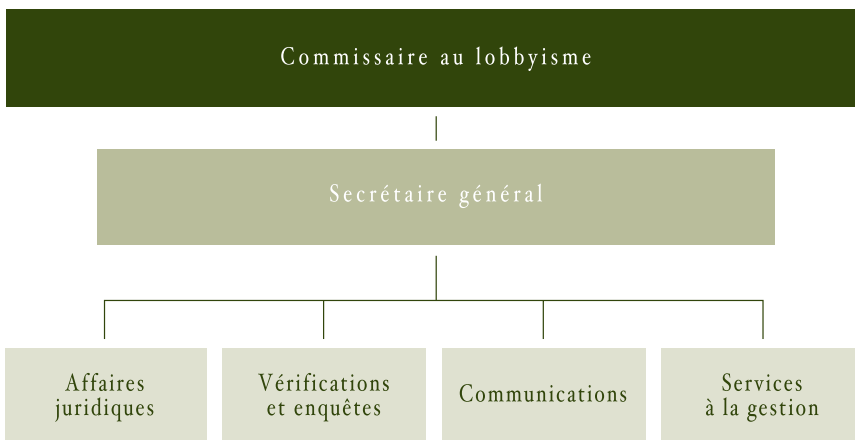 Commissaire au lobbyisme
Secrétaire général
Affaires
juridiques
Vérifications
et enquêtes
Communications
Services
à la gestion